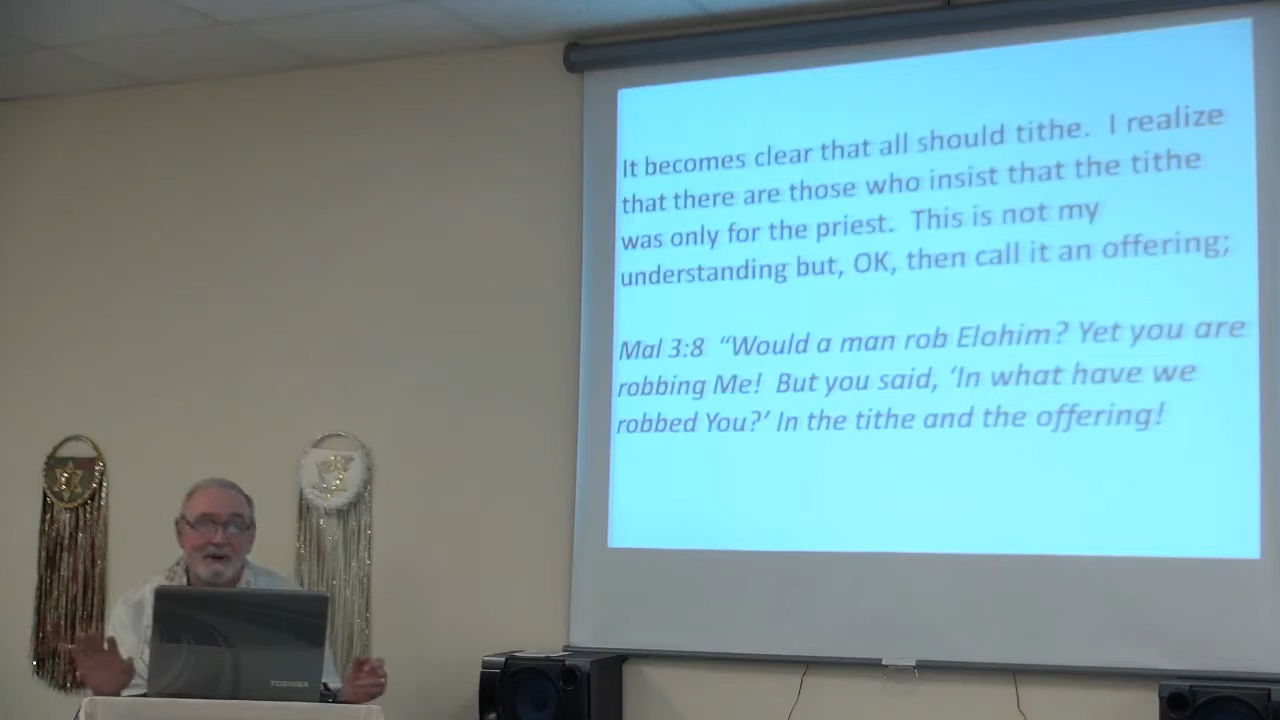 It becomes clear that all should tithe.  I realize
that there are those who insist that the tithe
was only for the priest.  This is not my
understanding but, OK, then call it an offering;
Mal 3:8  “Would a man rob Elohim? Yet you are
robbing Me!  But you said, ‘In what have we
robbed You?’ In the tithe and the offering!
TOSHIBA